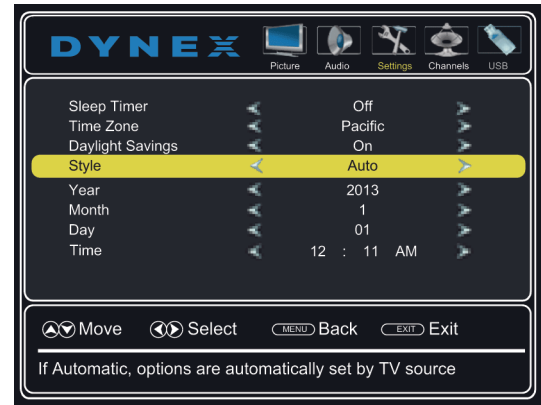 DYNEX
Picture Audio Settings Channels USB
Sleep Timer Off
Time Zone Pacific
Daylight Savings On
Style Auto
Year 2013
Month 1
Day 01
Time 12 : 11 AM
Move Select MENU Back EXIT Exit
If Automatic, options are automatically set by TV source